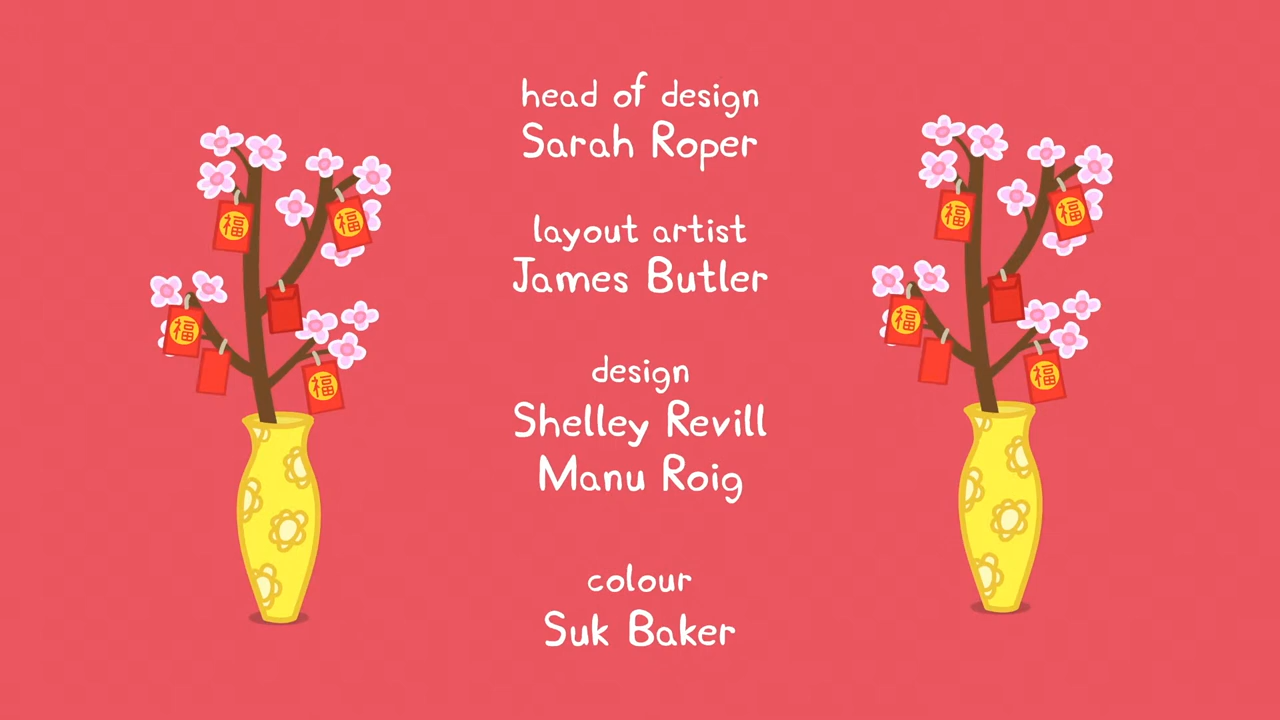 head of design
Sarah Roper
layout artist
James Butler
design
Shelley Revill
Manu Roig
colour
Suk Baker
福
福
福
福
福
福
福
福